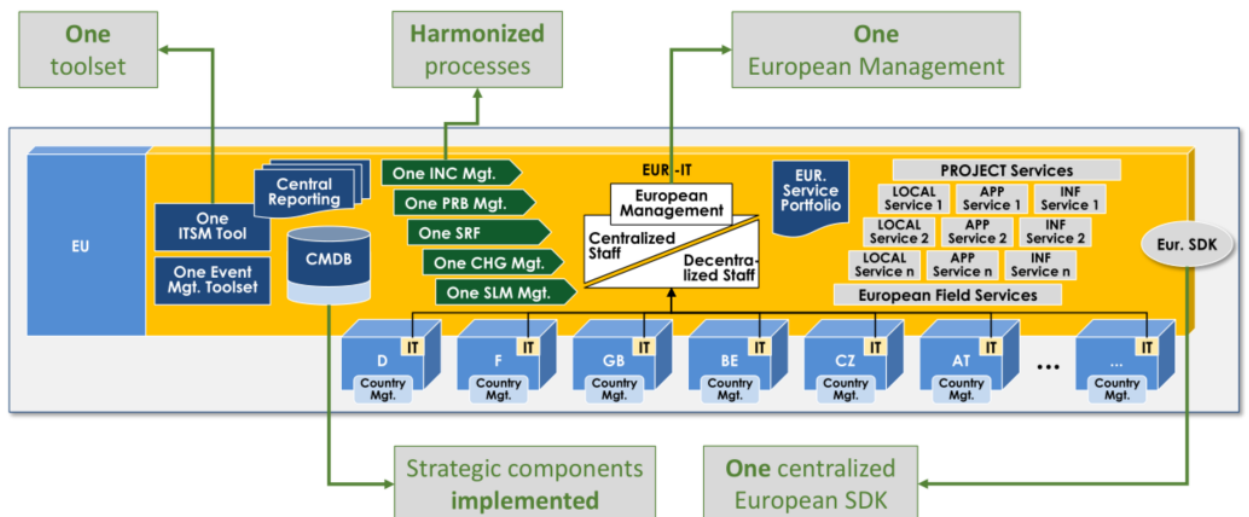 One
toolset
Harmonized
processes
One
European Management
EU
One
ITSM Tool
One Event
Mgt. Toolset
Central
Reporting
CMDB
One INC Mgt.
One PRB Mgt.
One SRF
One CHG Mgt.
One SLM Mgt.
EUR.-IT
European
Management
Centralized
Staff
Decentra-
lized Staff
EUR.
Service
Portfolio
PROJECT Services
LOCAL
Service 1
APP
Service 1
INF
Service 1
LOCAL
Service 2
APP
Service 2
INF
Service 2
LOCAL
Service n
APP
Service n
INF
Service n
European Field Services
Eur. SDK
D
IT
Country
Mgt.
F
IT
Country
Mgt.
GB
IT
Country
Mgt.
BE
IT
Country
Mgt.
CZ
IT
Country
Mgt.
AT
IT
Country
Mgt.
...
...
IT
Country
Mgt.
Strategic components
implemented
One centralized
European SDK